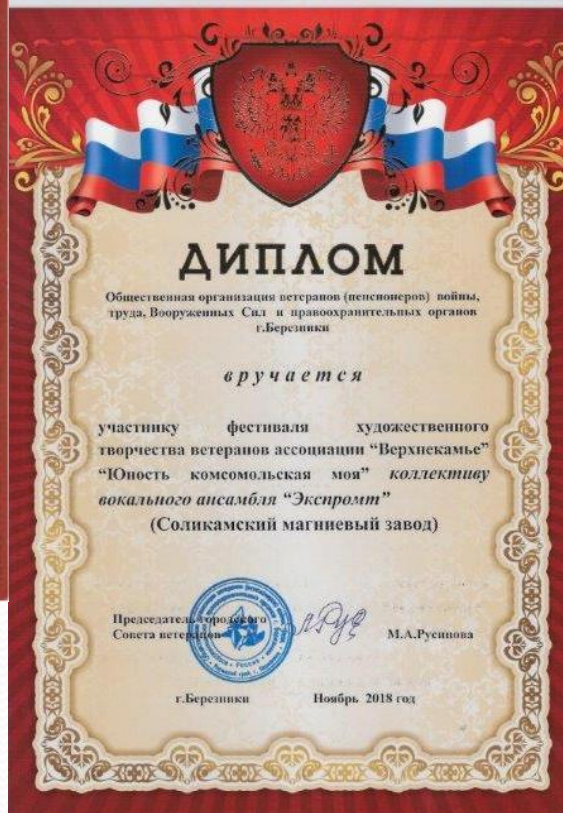 ДИПЛОМ
Общественная организация ветеранов (пенсионеров) войны,
труда, Вооруженных Сил и правоохранительных органов
г.Березники
вручается
участнику фестиваля художественного
творчества ветеранов ассоциации “Верхнекамье”
“Юность комсомольская моя” коллективу
вокального ансамбля “Экспромт”
(Соликамский магниевый завод)
Председатель городского
Совета ветеранов М.А.Русинова
г.Березники Ноябрь 2018 год